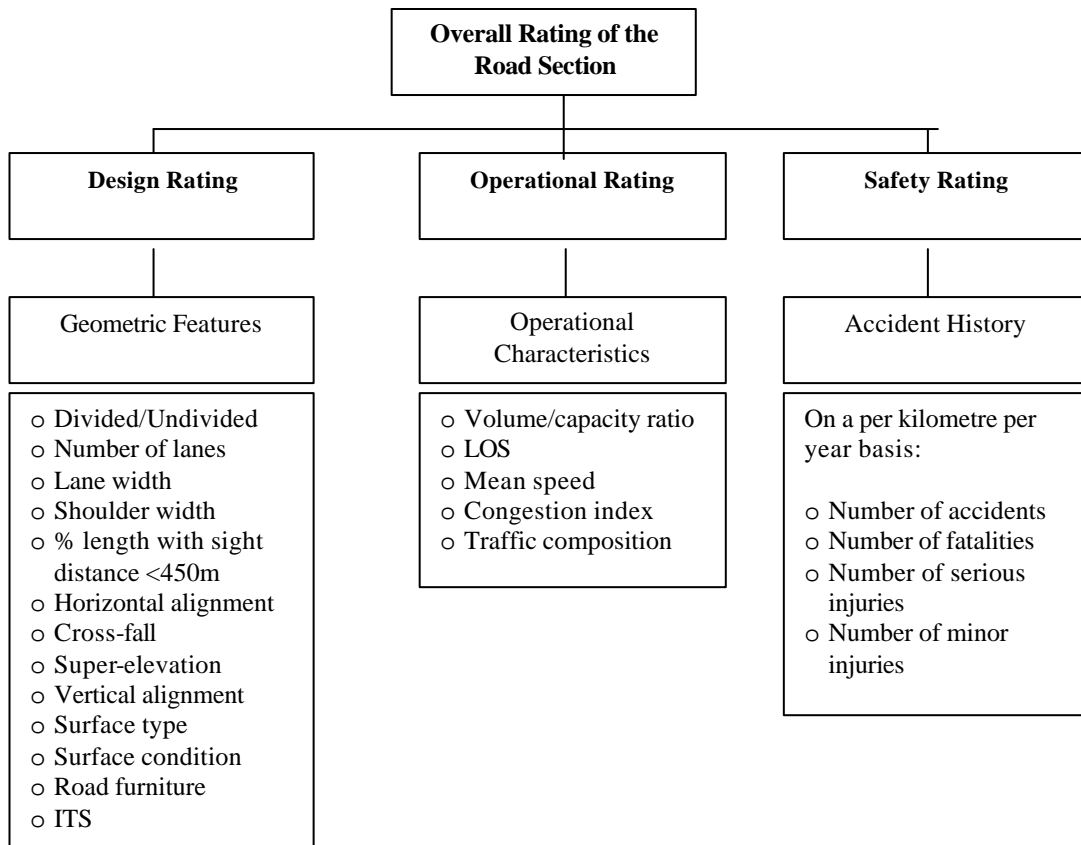 Overall Rating of the
Road Section
Design Rating
Operational Rating
Safety Rating
Geometric Features
Operational
Characteristics
Accident History
o Divided/Undivided
o Number of lanes
o Lane width
o Shoulder width
o % length with sight
distance <450m
o Horizontal alignment
o Cross-fall
o Super-elevation
o Vertical alignment
o Surface type
o Surface condition
o Road furniture
o ITS
o Volume/capacity ratio
o LOS
o Mean speed
o Congestion index
o Traffic composition
On a per kilometre per
year basis:
o Number of accidents
o Number of fatalities
o Number of serious
injuries
o Number of minor
injuries